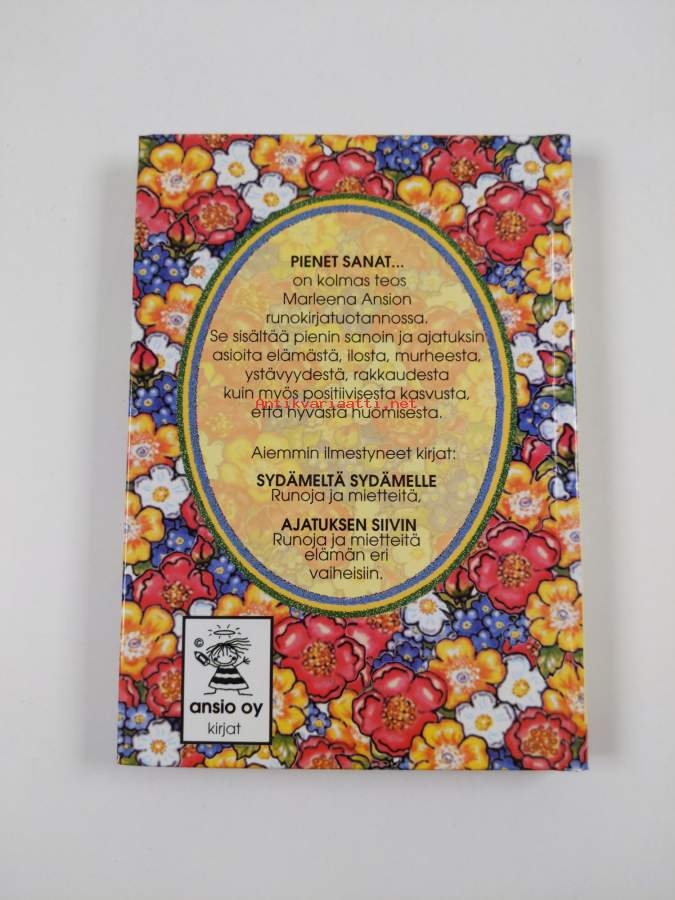 PIENET SANAT...
on kolmas teos
Marleena Ansion
runokirjatuotannossa.
Se sisältää pienin sanoin ja ajatuksin
asioita elämästä, ilosta, murheesta,
ystävyydestä, rakkaudesta
kuin myös positiivisesta kasvusta,
Antikvariaatti.net
että hyvästä huomisesta.
Aiemmin ilmestyneet kirjat:
SYDÄMELTÄ SYDÄMELLE
Runoja ja mietteitä,
AJATUKSEN SIIVIN
Runoja ja mietteitä
elämän eri
vaiheisiin.
©
ansio oy
kirjat